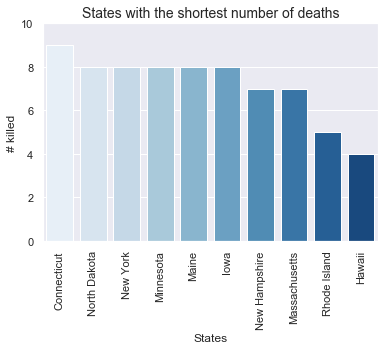 States with the shortest number of deaths
10
8
6
4
2
0
# killed
Connecticut
North Dakota
New York
Minnesota
Maine
Iowa
New Hampshire
Massachusetts
Rhode Island
Hawaii
States